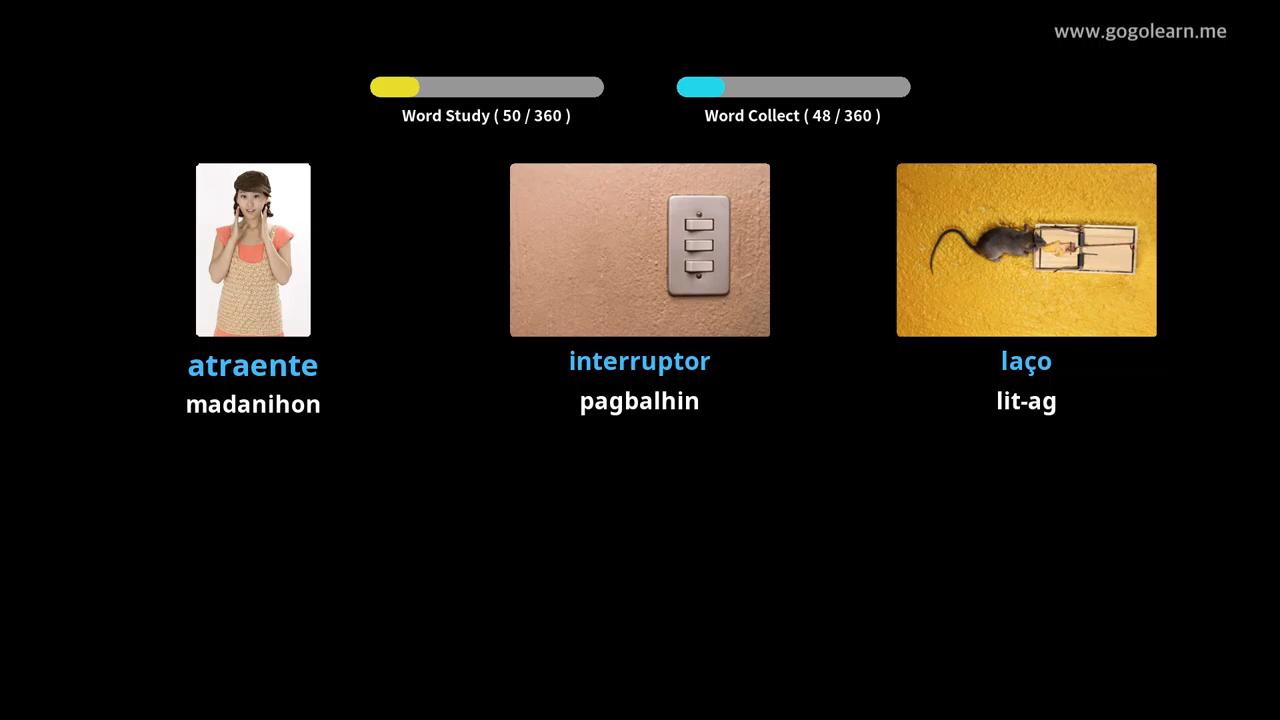 www.gogolearn.me
Word Study ( 50 / 360 )
Word Collect ( 48 / 360 )
atraente
madanihon
interruptor
pagbalhin
laço
lit-ag